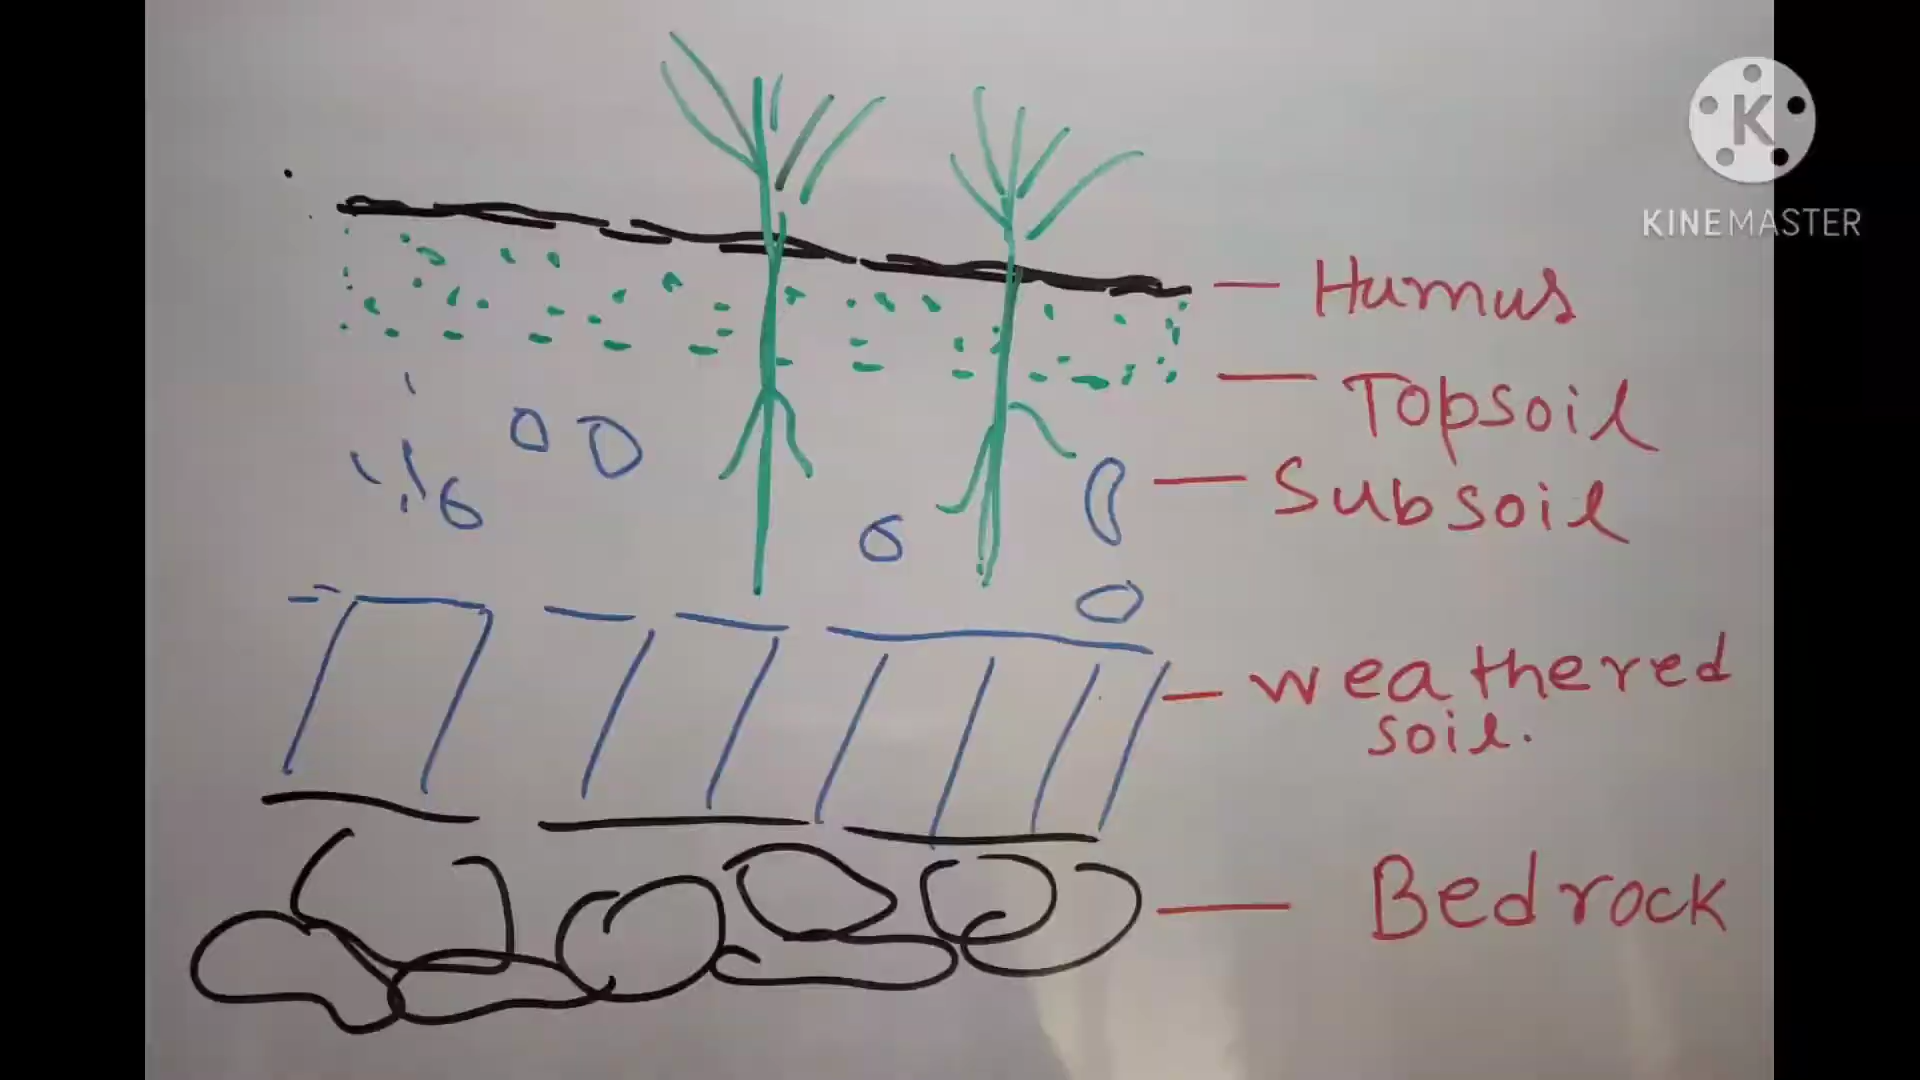 K
KINEMASTER
Humus
Topsoil
Subsoil
weathered
soil.
Bedrock